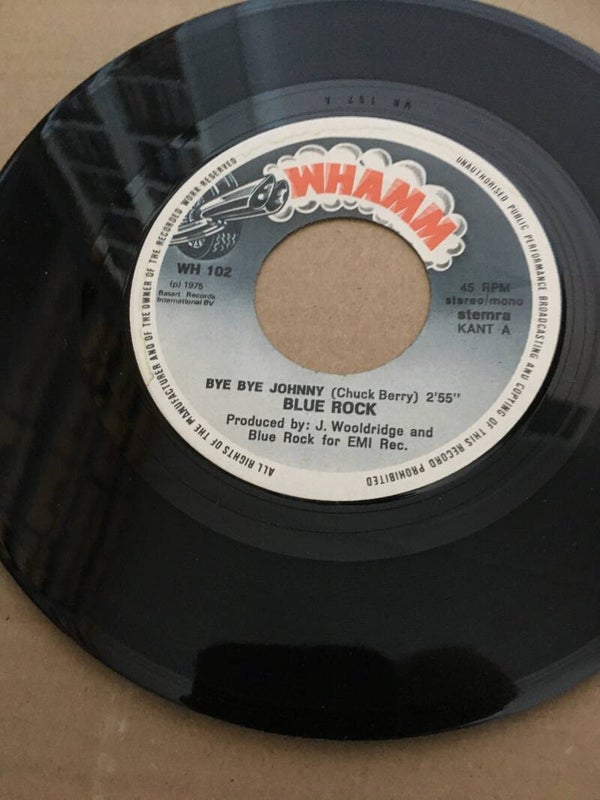 WH 102 A
ALL RIGHTS OF THE MANUFACTURER AND OF THE OWNER OF THE RECORDED WORK RESERVED
UNAUTHORISED PUBLIC PERFORMANCE BROADCASTING AND COPYING OF THIS RECORD PROHIBITED
WHAMM
WH 102
(p) 1975
Basart Records
International BV
45 RPM
stereo/mono
stemra
KANT A
BYE BYE JOHNNY (Chuck Berry) 2'55"
BLUE ROCK
Produced by: J. Wooldridge and
Blue Rock for EMI Rec.